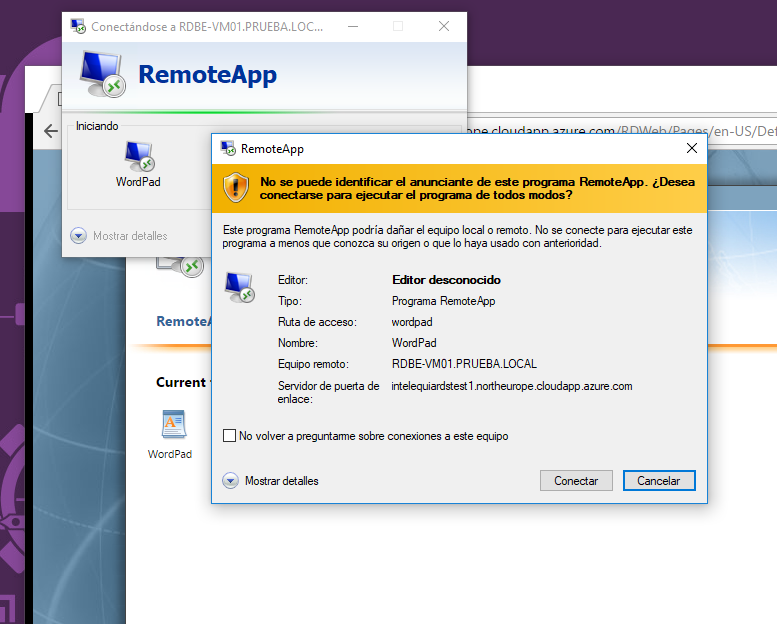 Conectándose a RDBE-VM01.PRUEBA.LOC...
RemoteApp
Iniciando
WordPad
Mostrar detalles
ope.cloudapp.azure.com/RDWeb/Pages/en-US/Def
RemoteApp
No se puede identificar el anunciante de este programa RemoteApp. ¿Desea
conectarse para ejecutar el programa de todos modos?
Este programa RemoteApp podría dañar el equipo local o remoto. No se conecte para ejecutar este
programa a menos que conozca su origen o que lo haya usado con anterioridad.
Editor: Editor desconocido
Tipo: Programa RemoteApp
Ruta de acceso: wordpad
Nombre: WordPad
Equipo remoto: RDBE-VM01.PRUEBA.LOCAL
Servidor de puerta de enlace: intelequiardstest1.northeurope.cloudapp.azure.com
No volver a preguntarme sobre conexiones a este equipo
Mostrar detalles
Conectar
Cancelar
RemoteA
Current
WordPad